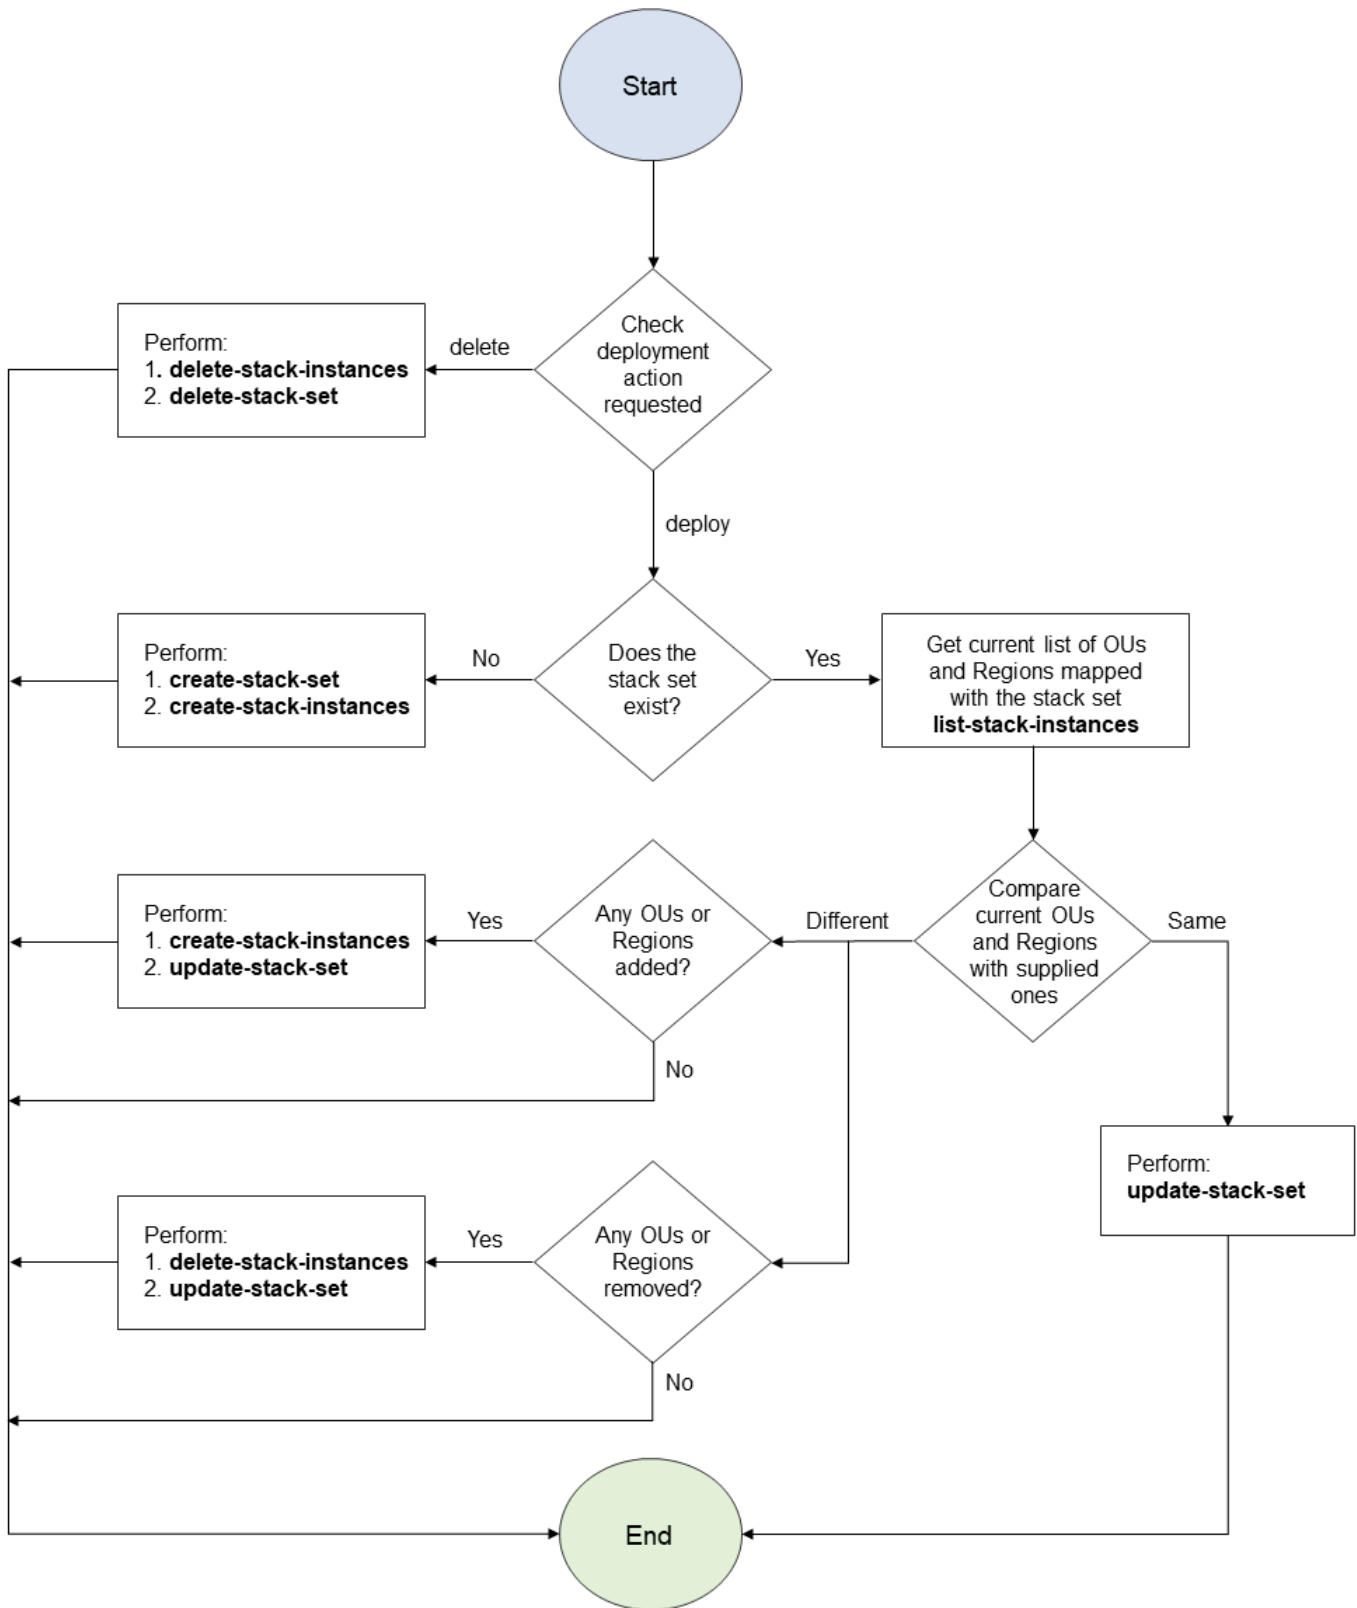 Start
Check
deployment
action
requested
delete
Perform:
1. delete-stack-instances
2. delete-stack-set
deploy
Does the
stack set
exist?
No
Perform:
1. create-stack-set
2. create-stack-instances
Yes
Get current list of OUs
and Regions mapped
with the stack set
list-stack-instances
Compare
current OUs
and Regions
with supplied
ones
Different
Same
Any OUs or
Regions
added?
Yes
Perform:
1. create-stack-instances
2. update-stack-set
No
Perform:
update-stack-set
Any OUs or
Regions
removed?
Yes
Perform:
1. delete-stack-instances
2. update-stack-set
No
End